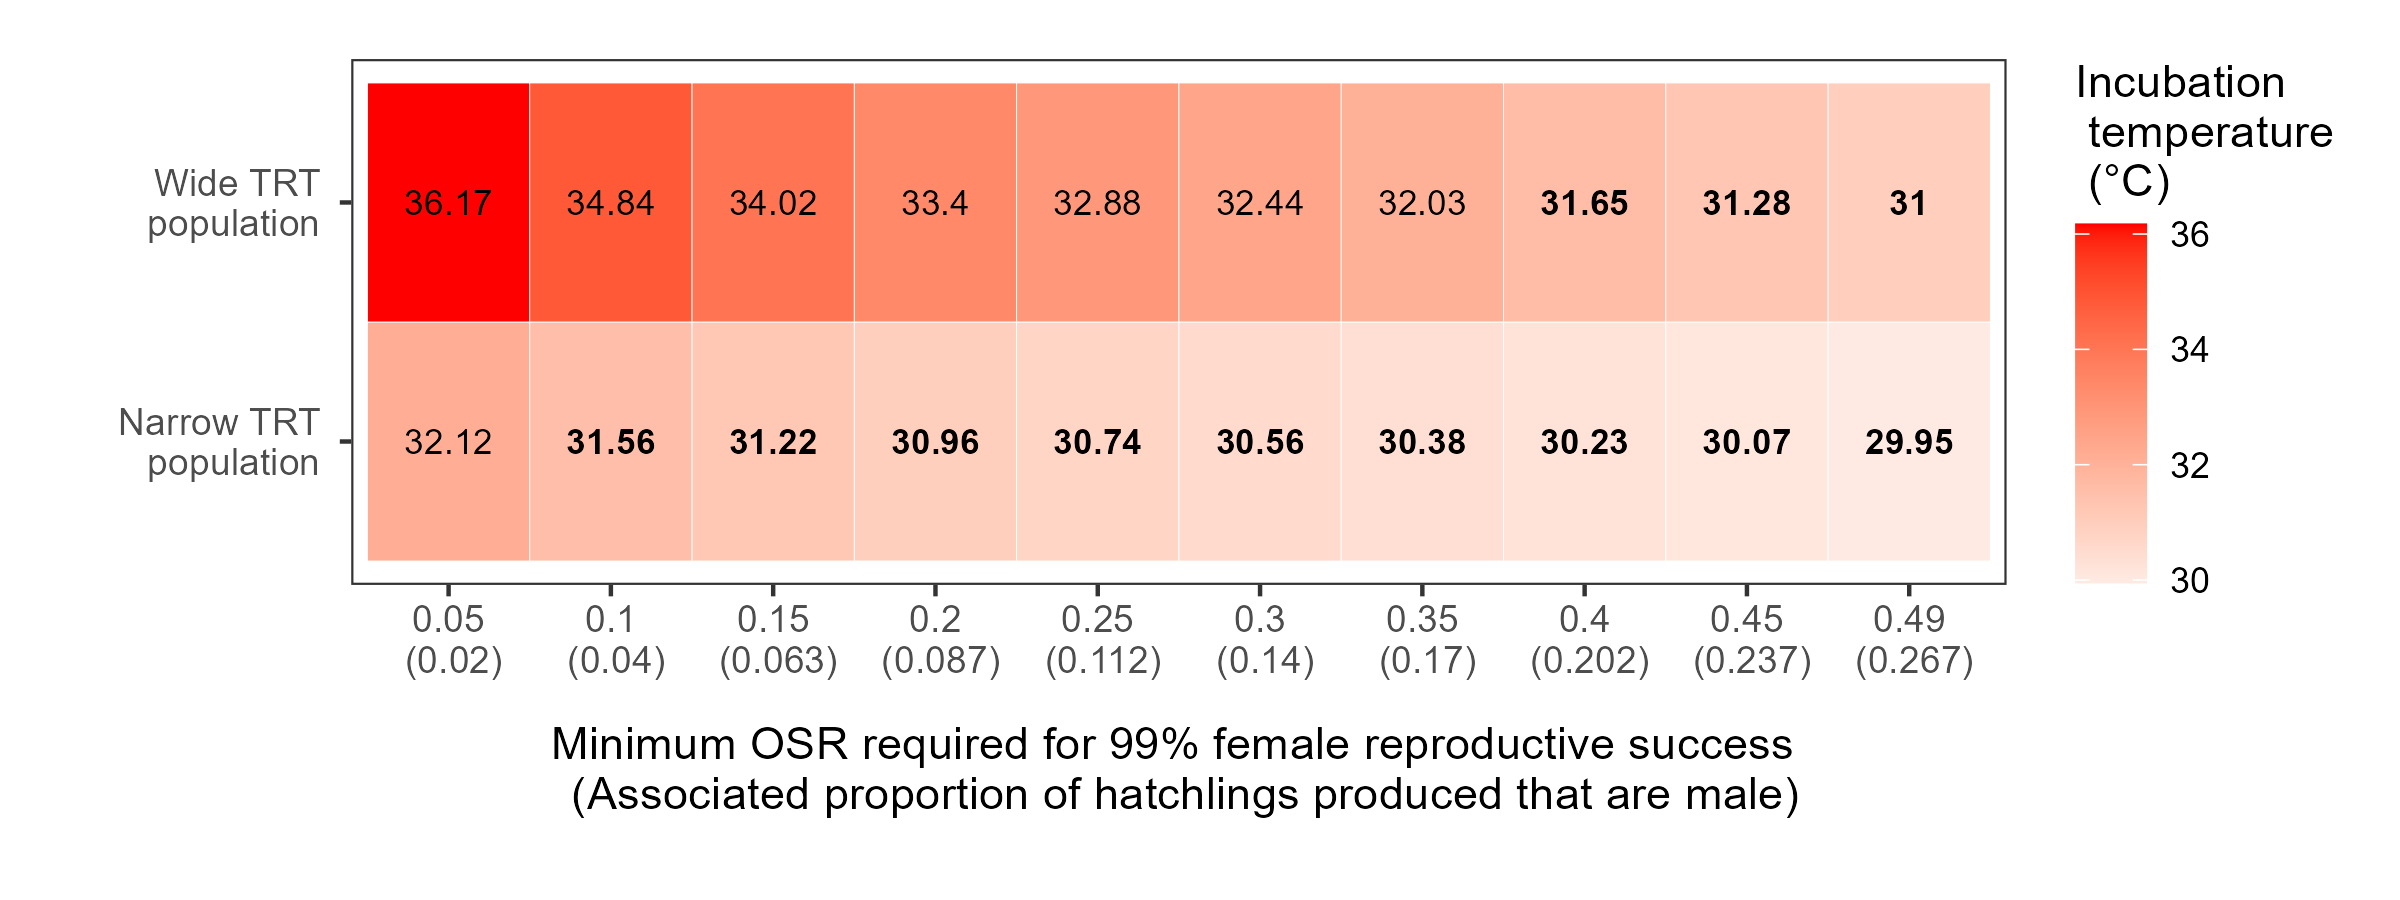 Incubation
temperature
(°C)
36
34
32
30
Wide TRT
population
36.17 34.84 34.02 33.4 32.88 32.44 32.03 31.65 31.28 31
Narrow TRT
population
32.12 31.56 31.22 30.96 30.74 30.56 30.38 30.23 30.07 29.95
0.05 0.1 0.15 0.2 0.25 0.3 0.35 0.4 0.45 0.49
(0.02) (0.04) (0.063) (0.087) (0.112) (0.14) (0.17) (0.202) (0.237) (0.267)
Minimum OSR required for 99% female reproductive success
(Associated proportion of hatchlings produced that are male)